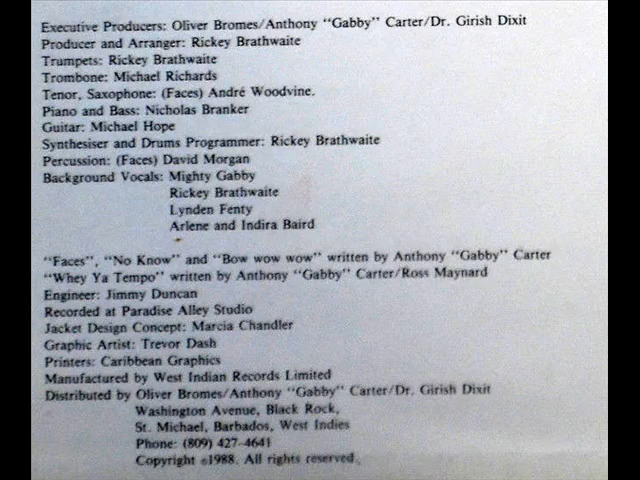 Executive Producers: Oliver Bromes/Anthony "Gabby" Carter/Dr. Girish Dixit
Producer and Arranger: Rickey Brathwaite
Trumpets: Rickey Brathwaite
Trombone: Michael Richards
Tenor, Saxophone: (Faces) André Woodvine.
Piano and Bass: Nicholas Branker
Guitar: Michael Hope
Synthesiser and Drums Programmer: Rickey Brathwaite
Percussion: (Faces) David Morgan
Background Vocals: Mighty Gabby
Rickey Brathwaite
Lynden Fenty
Arlene and Indira Baird
"Faces", "No Know" and "Bow wow wow" written by Anthony "Gabby" Carter
"Whey Ya Tempo" written by Anthony "Gabby" Carter/Ross Maynard
Engineer: Jimmy Duncan
Recorded at Paradise Alley Studio
Jacket Design Concept: Marcia Chandler
Graphic Artist: Trevor Dash
Printers: Caribbean Graphics
Manufactured by West Indian Records Limited
Distributed by Oliver Bromes/Anthony "Gabby" Carter/Dr. Girish Dixit
Washington Avenue, Black Rock,
St. Michael, Barbados, West Indies
Phone: (809) 427-4641
Copyright ©1988. All rights reserved.